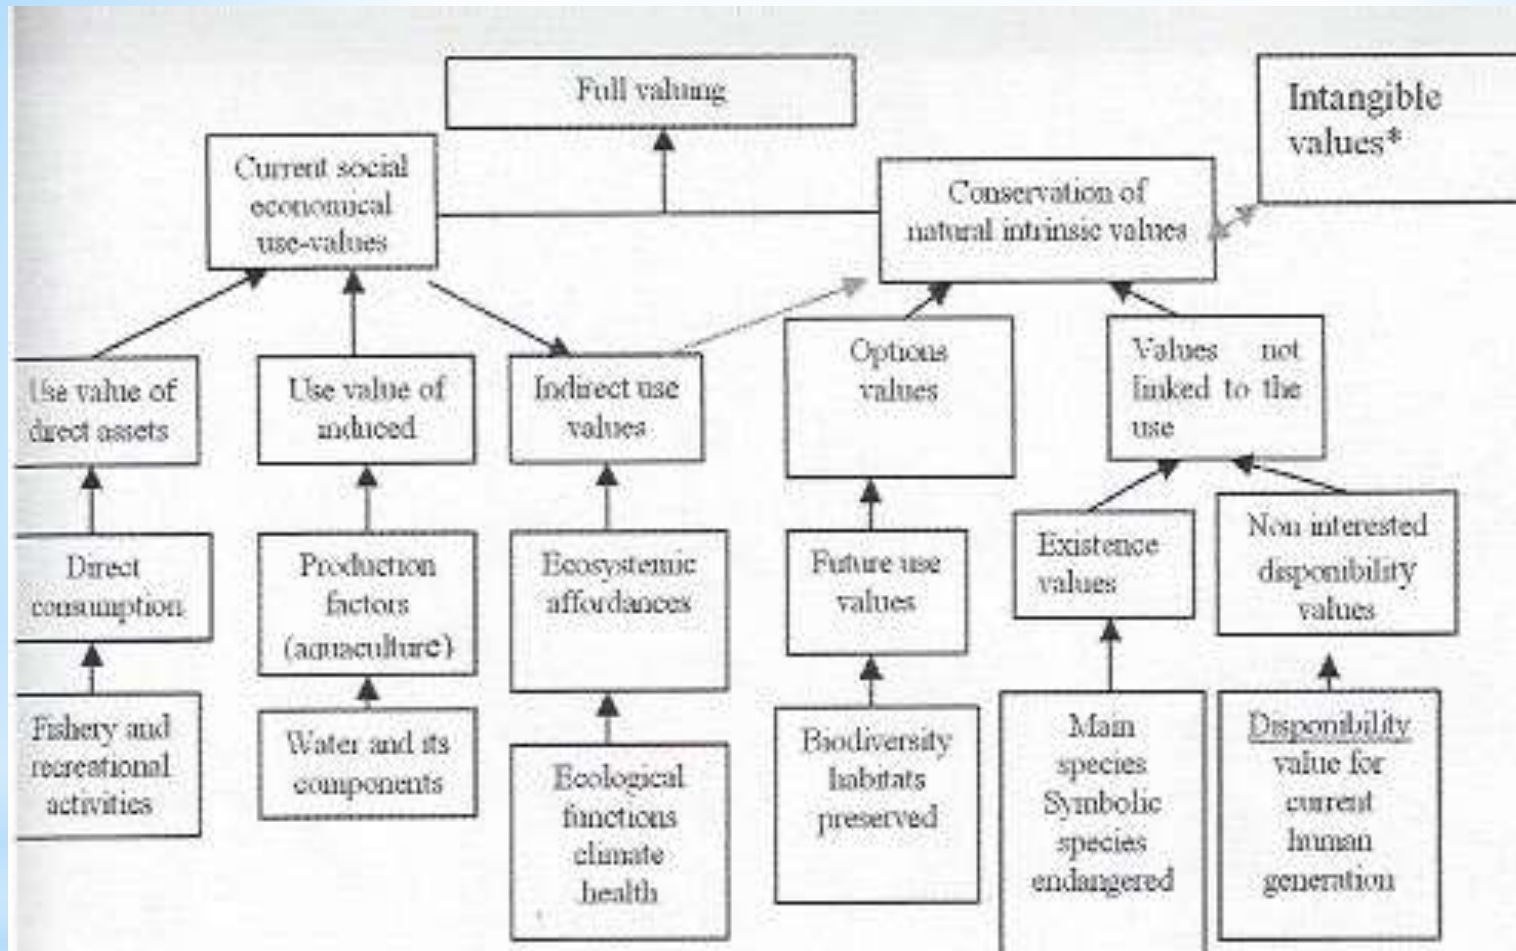 Full valuing
Intangible
values*
Current social
economical
use-values
Conservation of
natural intrinsic values
Use value of
direct assets
Use value of
induced
Indirect use
values
Options
values
Values not
linked to the
use
Direct
consumption
Production
factors
(aquaculture)
Ecosystemic
affordances
Future use
values
Existence
values
Non interested
disponibility
values
Fishery and
recreational
activities
Water and its
components
Ecological
functions
climate
health
Biodiversity
habitats
preserved
Main
species
Symbolic
species
endangered
Disponibility
value for
current
human
generation